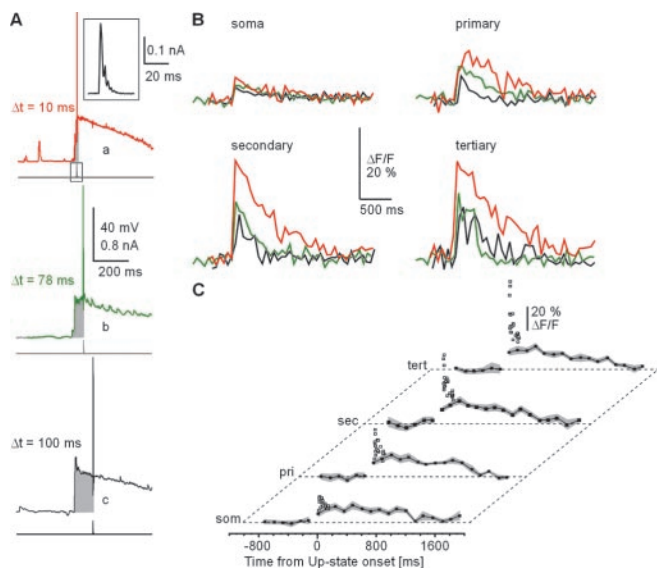 A
0.1 nA
20 ms
Δt = 10 ms
a
40 mV
0.8 nA
200 ms
Δt = 78 ms
b
Δt = 100 ms
c
B
soma
primary
secondary
tertiary
ΔF/F
20 %
500 ms
C
20 %
ΔF/F
tert
sec
pri
som
-800
0
800
1600
Time from Up-state onset [ms]